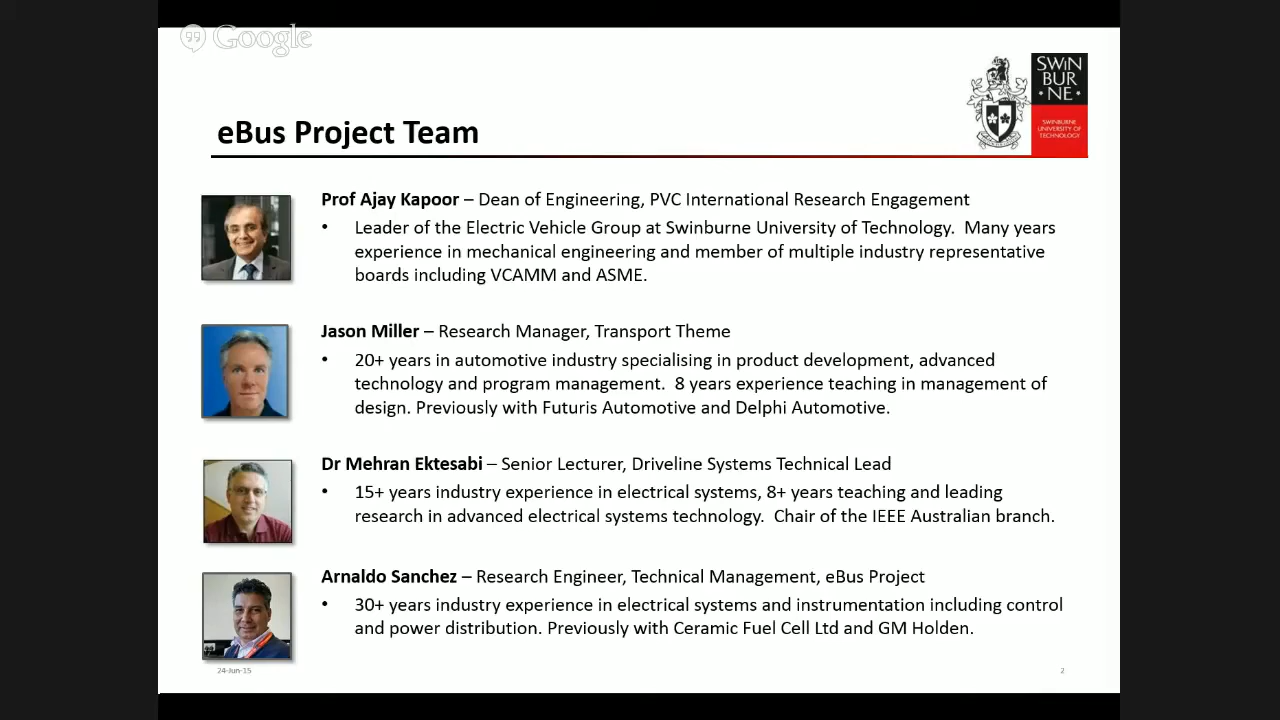 Google
SWiN
BUR
NE
SWINBURNE
UNIVERSITY OF
TECHNOLOGY
eBus Project Team
Prof Ajay Kapoor – Dean of Engineering, PVC International Research Engagement
• Leader of the Electric Vehicle Group at Swinburne University of Technology. Many years
experience in mechanical engineering and member of multiple industry representative
boards including VCAMM and ASME.
Jason Miller – Research Manager, Transport Theme
• 20+ years in automotive industry specialising in product development, advanced
technology and program management. 8 years experience teaching in management of
design. Previously with Futuris Automotive and Delphi Automotive.
Dr Mehran Ektesabi – Senior Lecturer, Driveline Systems Technical Lead
• 15+ years industry experience in electrical systems, 8+ years teaching and leading
research in advanced electrical systems technology. Chair of the IEEE Australian branch.
Arnaldo Sanchez – Research Engineer, Technical Management, eBus Project
• 30+ years industry experience in electrical systems and instrumentation including control
and power distribution. Previously with Ceramic Fuel Cell Ltd and GM Holden.
24-Jun-15
2